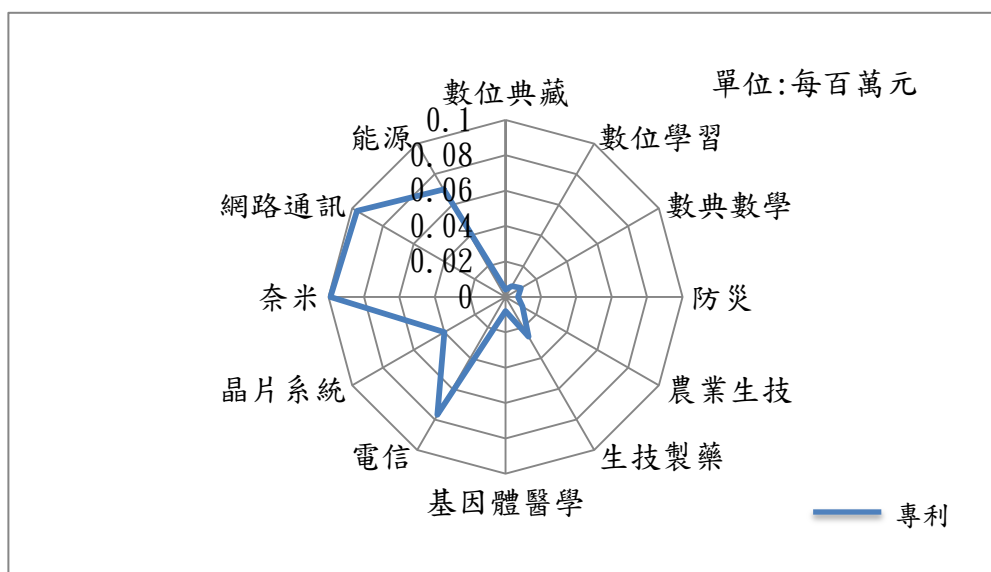 單位:每百萬元
數位典藏
數位學習
數典數學
防災
農業生技
生技製藥
基因體醫學
電信
晶片系統
奈米
網路通訊
能源
0.1
0.08
0.06
0.04
0.02
0
專利